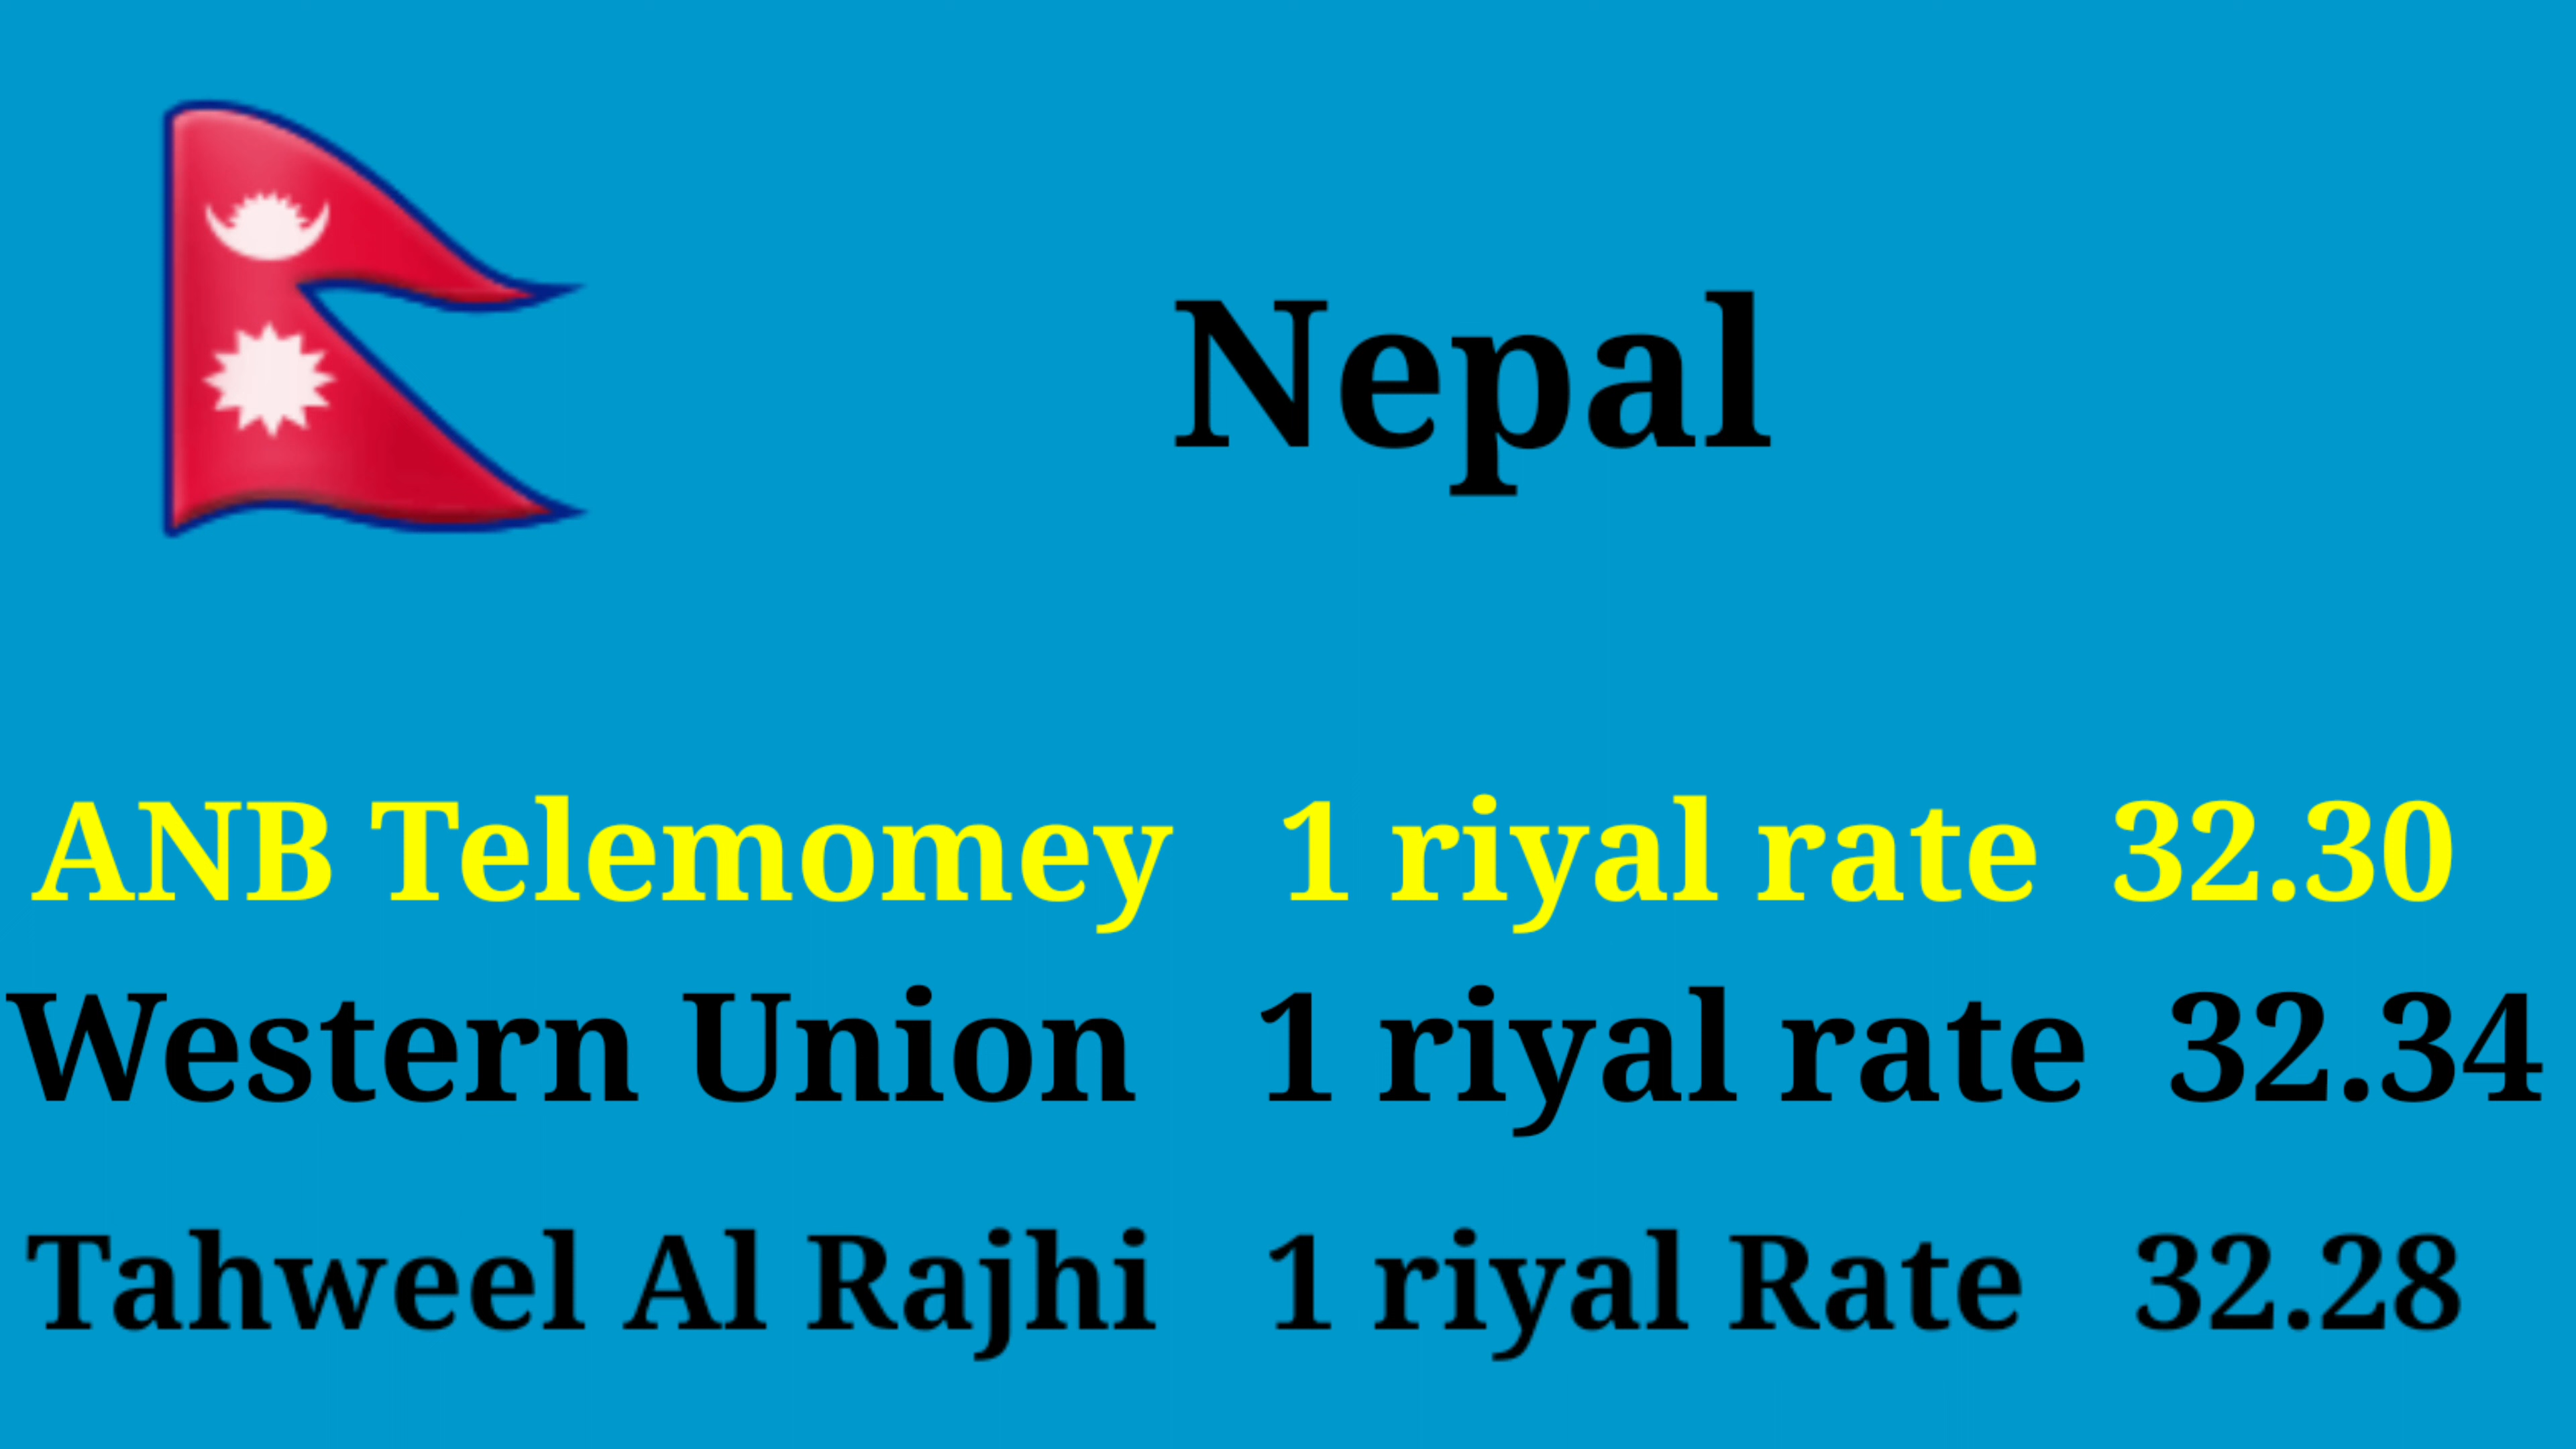 Nepal
ANB Telemomey 1 riyal rate 32.30
Western Union 1 riyal rate 32.34
Tahweel Al Rajhi 1 riyal Rate 32.28